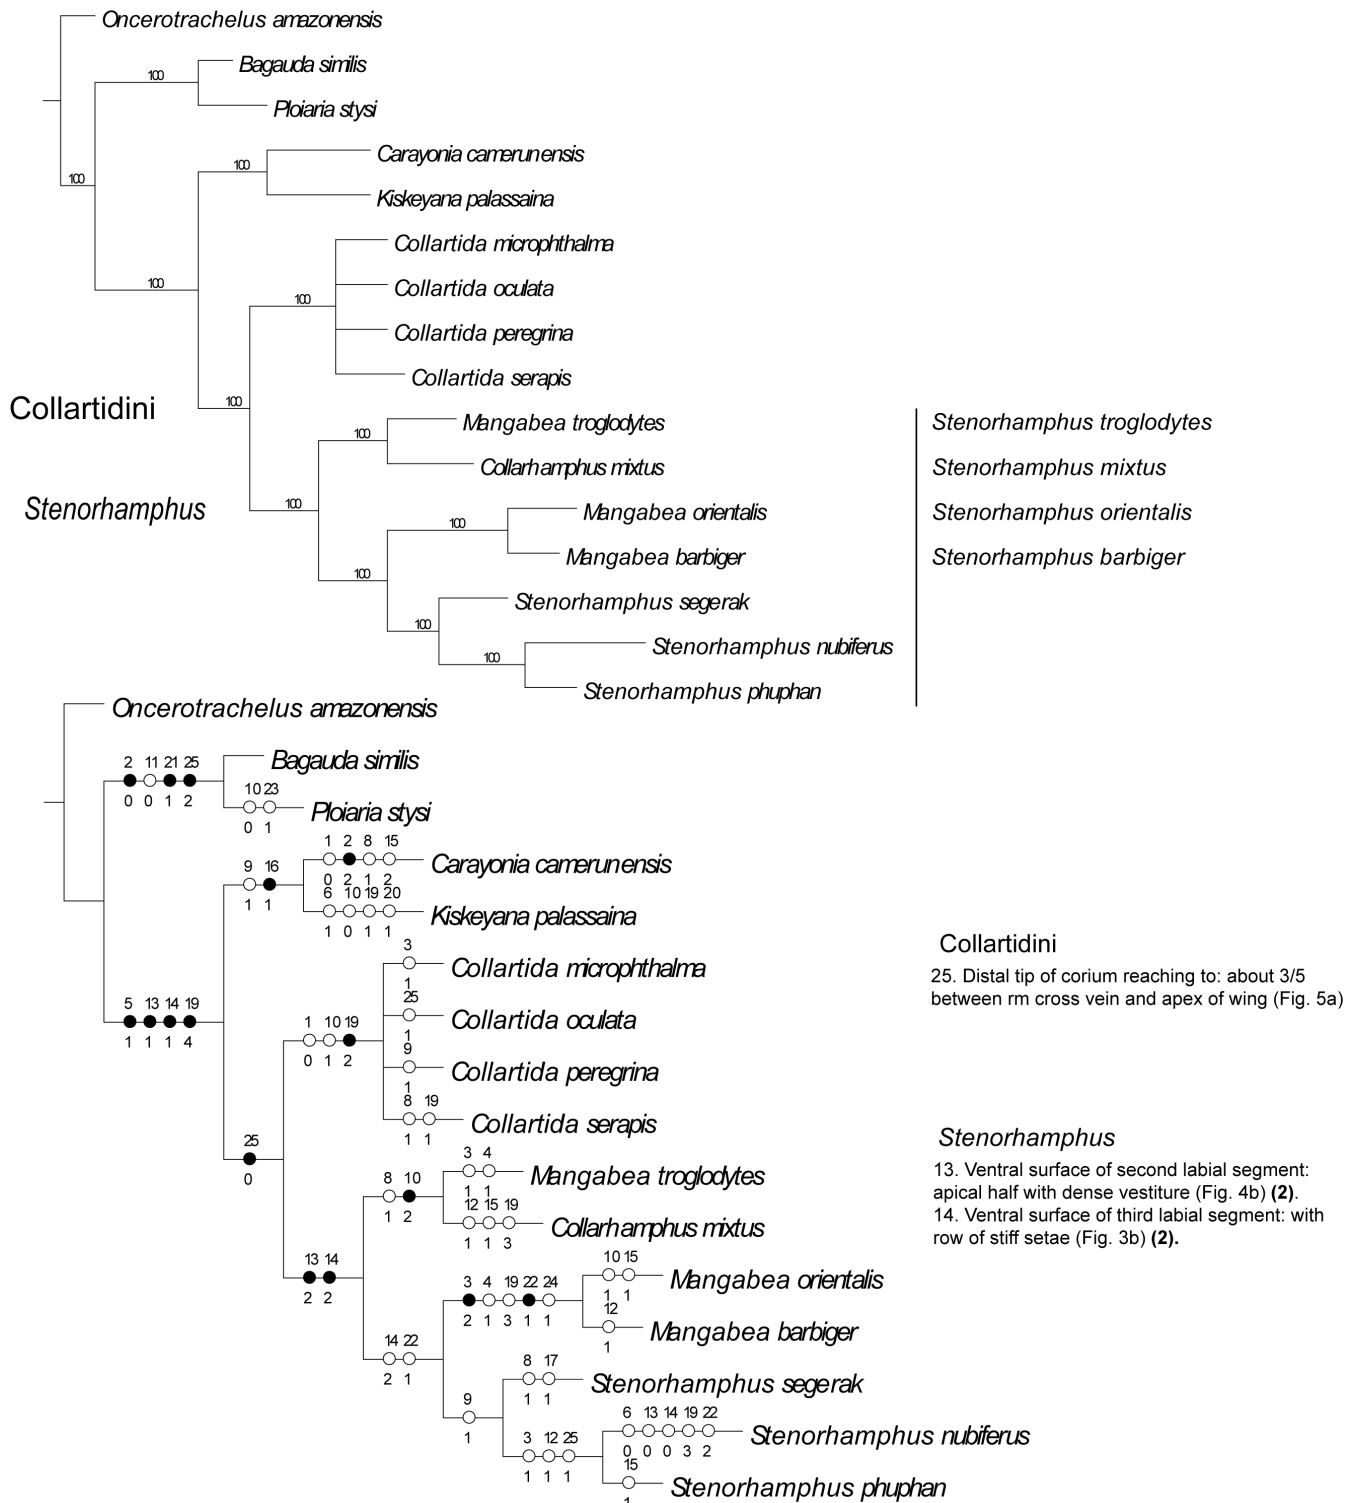 Oncerotrachelus amazonensis
Bagauda similis
100
Ploiaria stysi
Carayonia camerunensis
100
100
Kiskeyana palassaina
Collartida microphthalma
100
Collartida oculata
100
Collartida peregrina
Collartida serapis
Collartidini
100
Mangabea troglodytes
Stenorhamphus troglodytes
100
Collarhamphus mixtus
Stenorhamphus mixtus
Stenorhamphus
100
Mangabea orientalis
Stenorhamphus orientalis
100
Mangabea barbiger
Stenorhamphus barbiger
100
Stenorhamphus segerak
100
Stenorhamphus nubiferus
100
Stenorhamphus phuphan
Oncerotrachelus amazonensis
Bagauda similis
2 11 21 25
0 0 1 2
10 23
Ploiaria stysi
0 1
1 2 8 15
Carayonia camerunensis
0 2 1 2
9 16
1 1
6 10 19 20
Kiskeyana palassaina
1 0 1 1
3
Collartida microphthalma
1
25
Collartida oculata
1
5 13 14 19
1 1 1 4
1 10 19
0 1 2
9
Collartida peregrina
1
8 19
Collartida serapis
1 1
25
0
3 4
Mangabea troglodytes
1 1
8 10
1 2
12 15 19
Collarhamphus mixtus
1 1 3
13 14
2 2
10 15
Mangabea orientalis
1 1
3 4 19 22 24
2 1 3 1 1
12
Mangabea barbiger
1
14 22
2 1
8 17
Stenorhamphus segerak
1 1
9
1
6 13 14 19 22
Stenorhamphus nubiferus
0 0 0 3 2
3 12 25
1 1 1
15
Stenorhamphus phuphan
1
Collartidini
25. Distal tip of corium reaching to: about 3/5
between rm cross vein and apex of wing (Fig. 5a)
Stenorhamphus
13. Ventral surface of second labial segment:
apical half with dense vestiture (Fig. 4b) (2).
14. Ventral surface of third labial segment: with
row of stiff setae (Fig. 3b) (2).